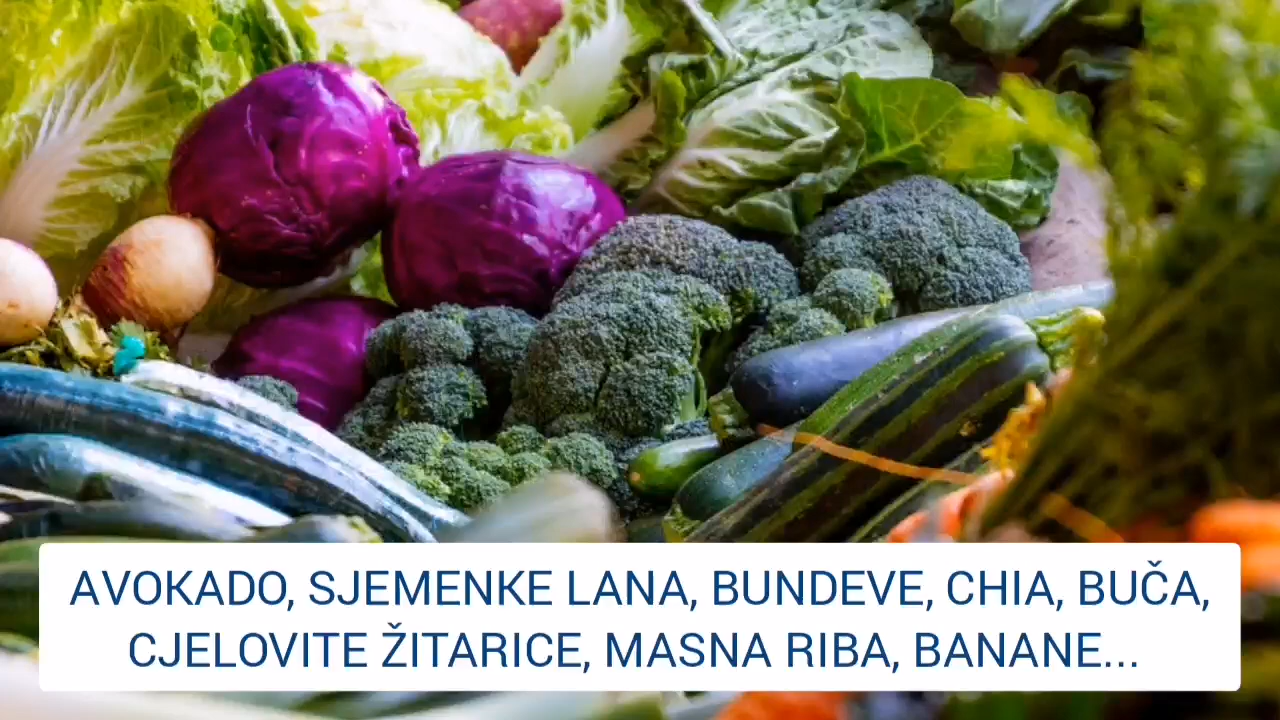 AVOKADO, SJEMENKE LANA, BUNDEVE, CHIA, BUČA,
CJELOVITE ŽITARICE, MASNA RIBA, BANANE...